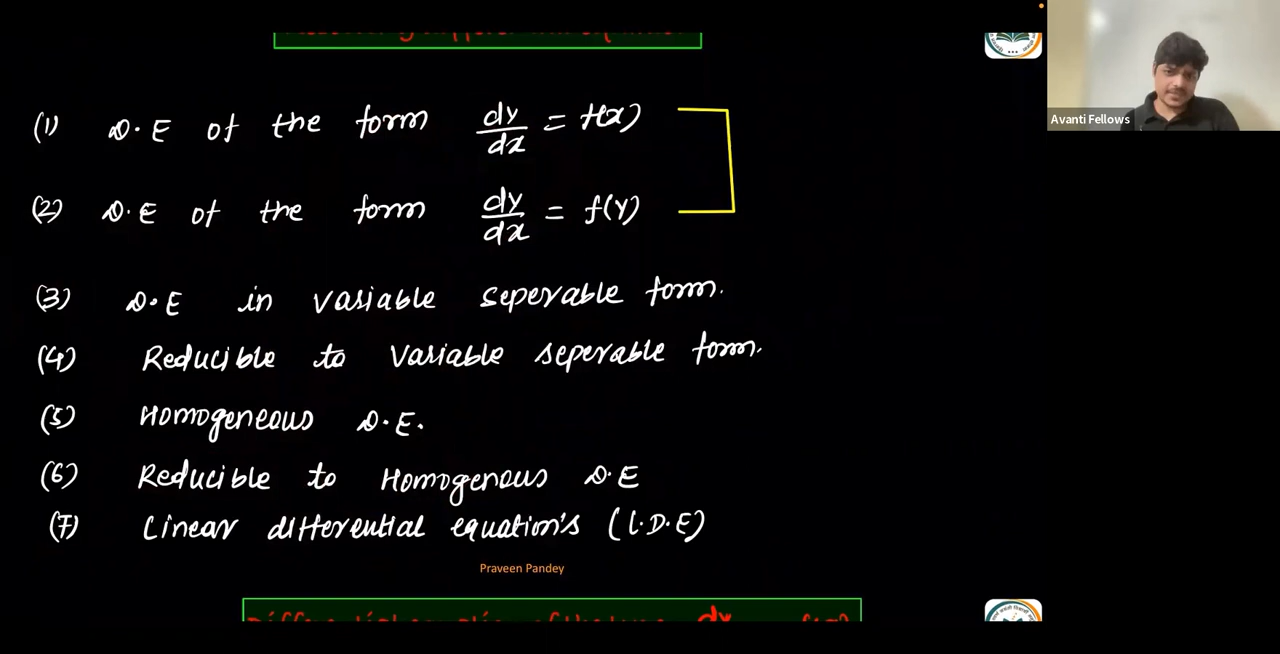 Avanti Fellows
(1) D.E of the form dy/dx = f(x)
(2) D.E of the form dy/dx = f(y)
(3) D.E in variable seperable form.
(4) Reducible to variable seperable form.
(5) Homogeneous D.E.
(6) Reducible to Homogenous D.E
(7) Linear differential equation's (L.D.E)
Praveen Pandey